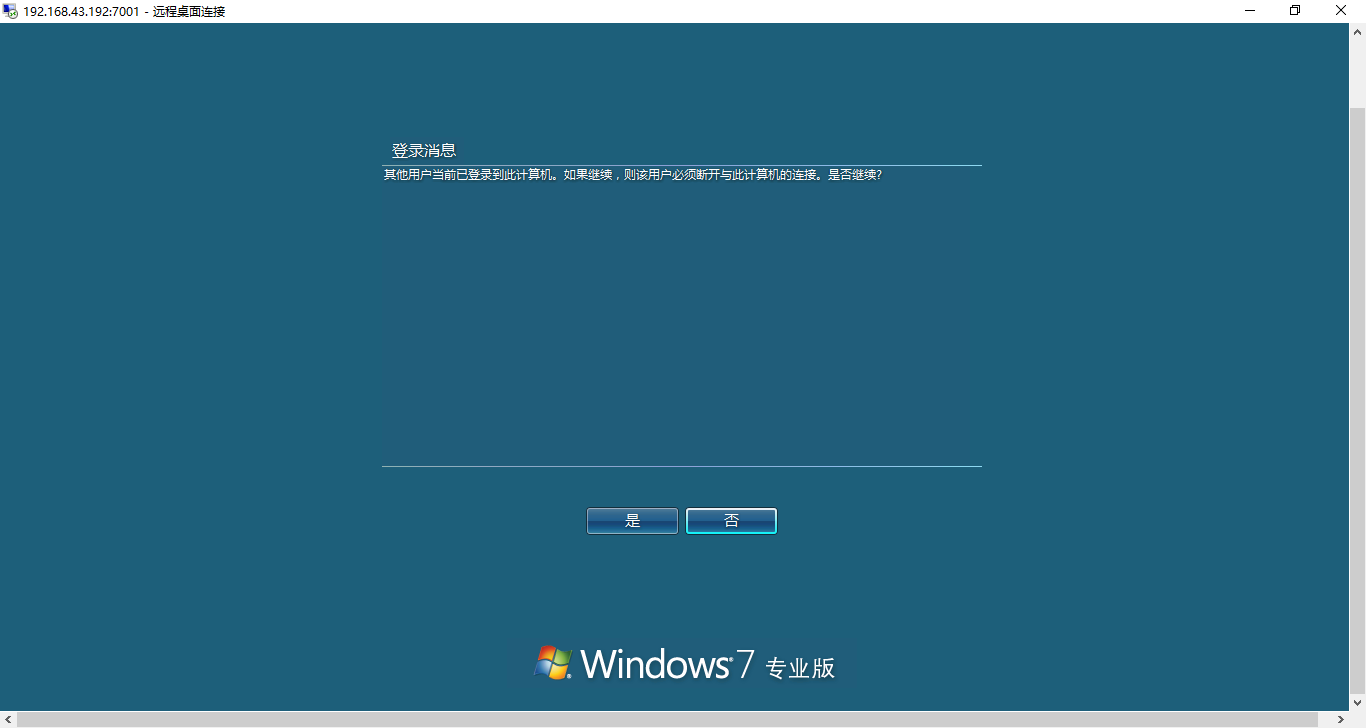 192.168.43.192:7001 - 远程桌面连接
登录消息
其他用户当前已登录到此计算机。如果继续，则该用户必须断开与此计算机的连接。是否继续?
是 否
Windows 7 专业版